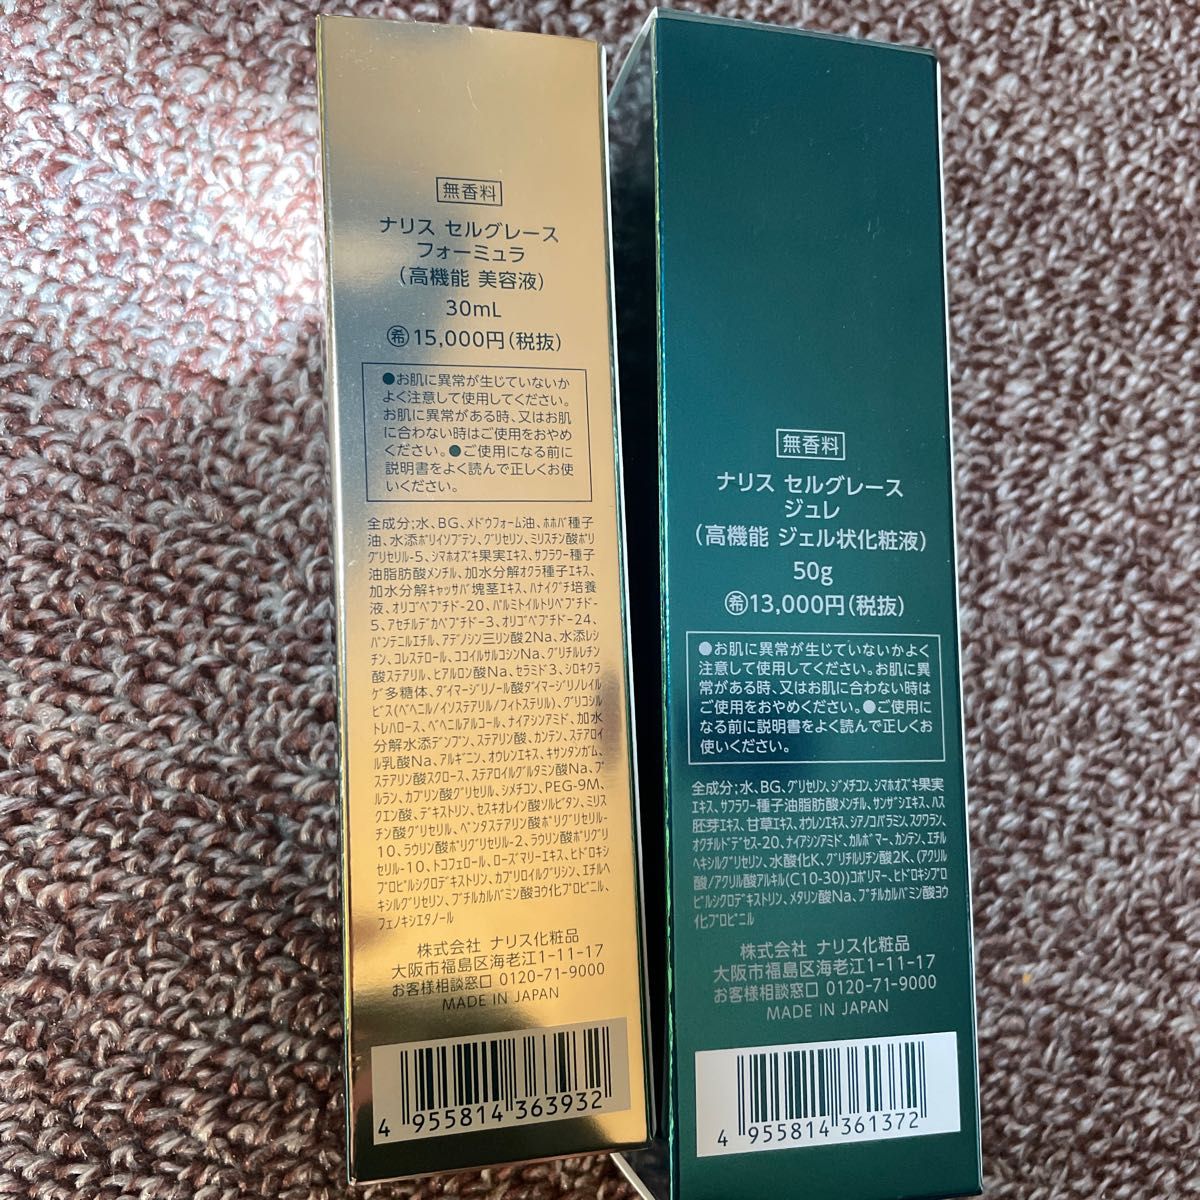 無香料
ナリス セルグレース
フォーミュラ
(高機能 美容液)
30mL
㊓15,000円(税抜)
●お肌に異常が生じていないか
よく注意して使用してください。
お肌に異常がある時、又はお肌
に合わない時はご使用をおやめ
ください。●ご使用になる前に
説明書をよく読んで正しくお使
いください。
全成分;水、BG、メドウフォーム油、ホホバ種子
油、水添ポリイソブテン、グリセリン、ミリスチン酸ポリ
グリセリル-5、シマホオズキ果実エキス、サフラワー種子
油脂肪酸メンチル、加水分解オクラ種子エキス、
加水分解キャッサバ塊茎エキス、ハナイグチ培養
液、オリゴペプチド-20、パルミトイルトリペプチド-
5、アセチルデカペプチド-3、オリゴペプチド-24、
パンテニルエチル、アデノシン三リン酸2Na、水添レシ
チン、コレステロール、ココイルサルコシンNa、グリチルレチン
酸ステアリル、ヒアルロン酸Na、セラミド3、シロキクラ
ゲ多糖体、ダイマージリノール酸ダイマージリノレイル
ビス(ベヘニル/イソステアリル/フィトステリル)、グリコシル
トレハロース、ベヘニルアルコール、ナイアシンアミド、加水
分解水添デンプン、ステアリン酸、カンテン、ステアロイ
ル乳酸Na、アルギニン、オウレンエキス、キサンタンガム、
ステアリン酸スクロース、ステアロイルグルタミン酸Na、プ
ルラン、カプリン酸グリセリル、シメチコン、PEG-9M、
クエン酸、デキストリン、セスキオレイン酸ソルビタン、ミリス
チン酸グリセリル、ペンタステアリン酸ポリグリセリル-
10、ラウリン酸ポリグリセリル-2、ラウリン酸ポリグリ
セリル-10、トコフェロール、ローズマリーエキス、ヒドロキシ
プロピルシクロデキストリン、カプリロイルグリシン、エチルヘ
キシルグリセリン、ブチルカルバミン酸ヨウ化プロピニル、
フェノキシエタノール
株式会社 ナリス化粧品
大阪市福島区海老江1-11-17
お客様相談窓口 0120-71-9000
MADE IN JAPAN
4 955814 363932
無香料
ナリス セルグレース
ジュレ
(高機能 ジェル状化粧液)
50g
㊓13,000円(税抜)
●お肌に異常が生じていないかよく
注意して使用してください。お肌に異
常がある時、又はお肌に合わない時は
ご使用をおやめください。●ご使用に
なる前に説明書をよく読んで正しくお
使いください。
全成分;水、BG、グリセリン、ジメチコン、シマホオズキ果実
エキス、サフラワー種子油脂肪酸メンチル、サンザシエキス、ハス
胚芽エキス、甘草エキス、オウレンエキス、シアノコバラミン、スクワラン、
オクチルドデセス-20、ナイアシンアミド、カルボマー、カンテン、エチル
ヘキシルグリセリン、水酸化K、グリチルリチン酸2K、(アクリル
酸/アクリル酸アルキル(C10-30))コポリマー、ヒドロキシプロ
ピルシクロデキストリン、メタリン酸Na、ブチルカルバミン酸ヨウ
化プロピニル
株式会社 ナリス化粧品
大阪市福島区海老江1-11-17
お客様相談窓口 0120-71-9000
MADE IN JAPAN
4 955814 361372